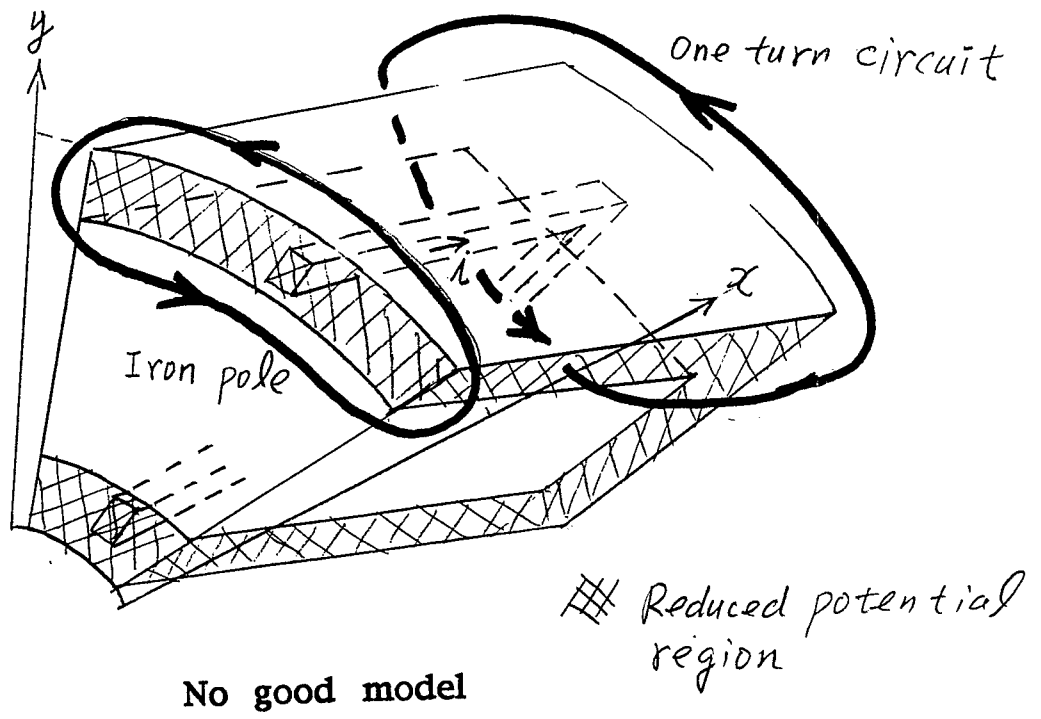 y
One turn circuit
i
x
Iron pole
Reduced potential
region
No good model